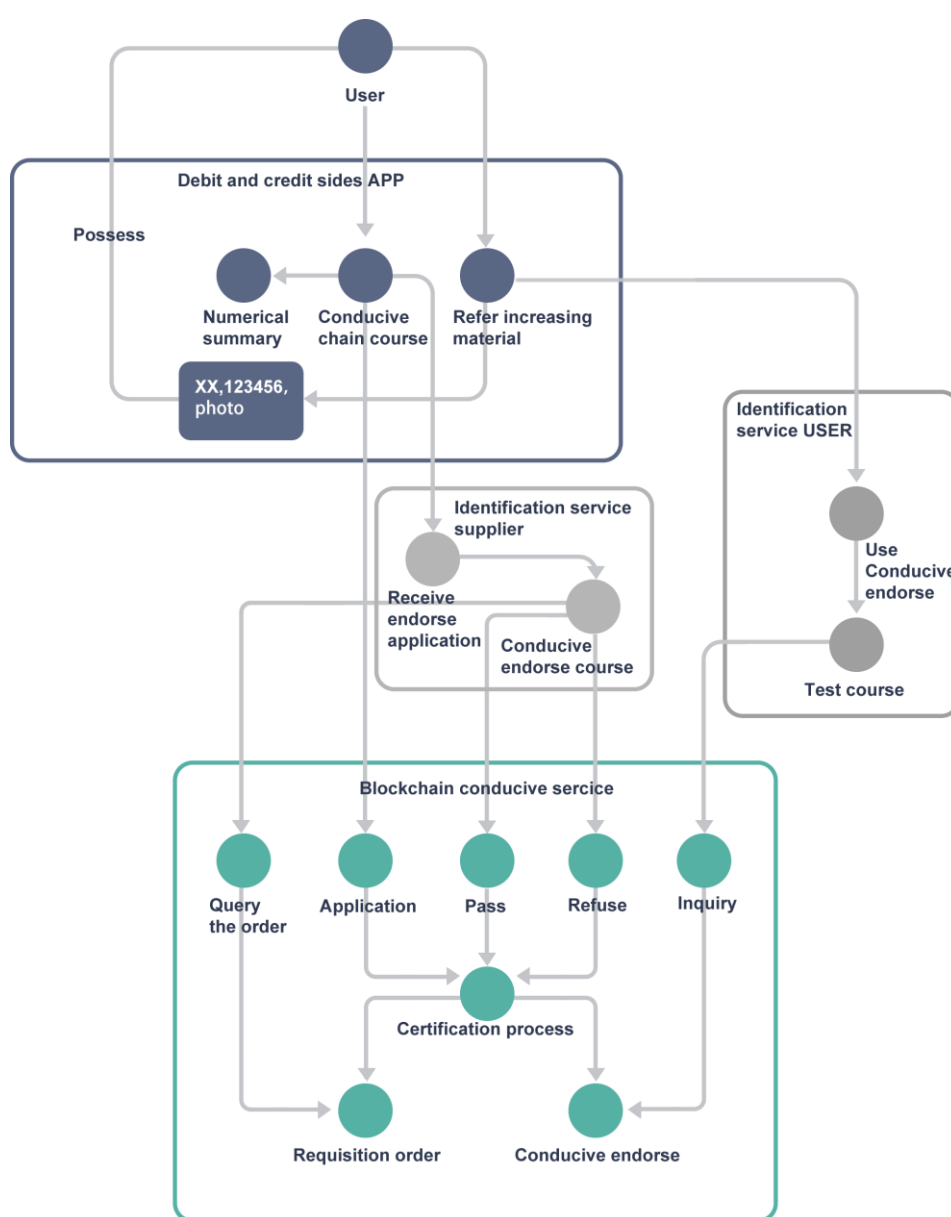 User
Debit and credit sides APP
Possess
Numerical
summary
Conducive
chain course
Refer increasing
material
XX,123456,
photo
Identification
service USER
Identification service
supplier
Use
Conducive
endorse
Receive
endorse
application
Conducive
endorse course
Test course
Blockchain conducive sercice
Query
the order
Application
Pass
Refuse
Inquiry
Certification process
Requisition order
Conducive endorse